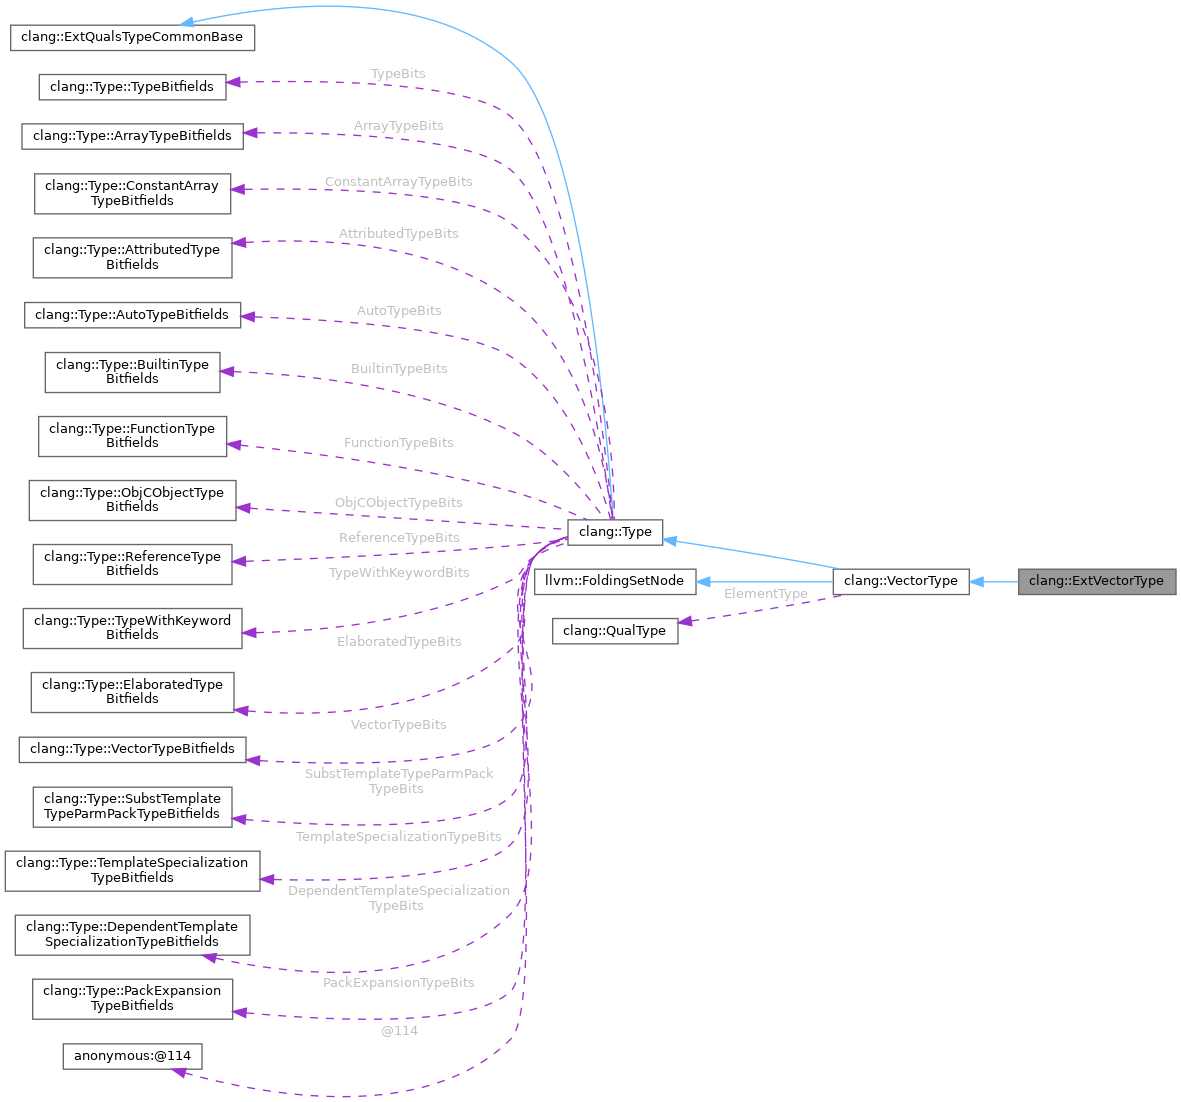 clang::ExtQualsTypeCommonBase
clang::Type::TypeBitfields
TypeBits
clang::Type::ArrayTypeBitfields
ArrayTypeBits
clang::Type::ConstantArray
TypeBitfields
ConstantArrayTypeBits
clang::Type::AttributedType
Bitfields
AttributedTypeBits
clang::Type::AutoTypeBitfields
AutoTypeBits
clang::Type::BuiltinType
Bitfields
BuiltinTypeBits
clang::Type::FunctionType
Bitfields
FunctionTypeBits
clang::Type::ObjCObjectType
Bitfields
ObjCObjectTypeBits
clang::Type::ReferenceType
Bitfields
ReferenceTypeBits
clang::Type::TypeWithKeyword
Bitfields
TypeWithKeywordBits
clang::Type::ElaboratedType
Bitfields
ElaboratedTypeBits
clang::Type::VectorTypeBitfields
VectorTypeBits
clang::Type::SubstTemplate
TypeParmPackTypeBitfields
SubstTemplateTypeParmPack
TypeBits
clang::Type::TemplateSpecialization
TypeBitfields
TemplateSpecializationTypeBits
clang::Type::DependentTemplate
SpecializationTypeBitfields
DependentTemplateSpecialization
TypeBits
clang::Type::PackExpansion
TypeBitfields
PackExpansionTypeBits
anonymous:@114
@114
clang::Type
llvm::FoldingSetNode
clang::QualType
ElementType
clang::VectorType
clang::ExtVectorType